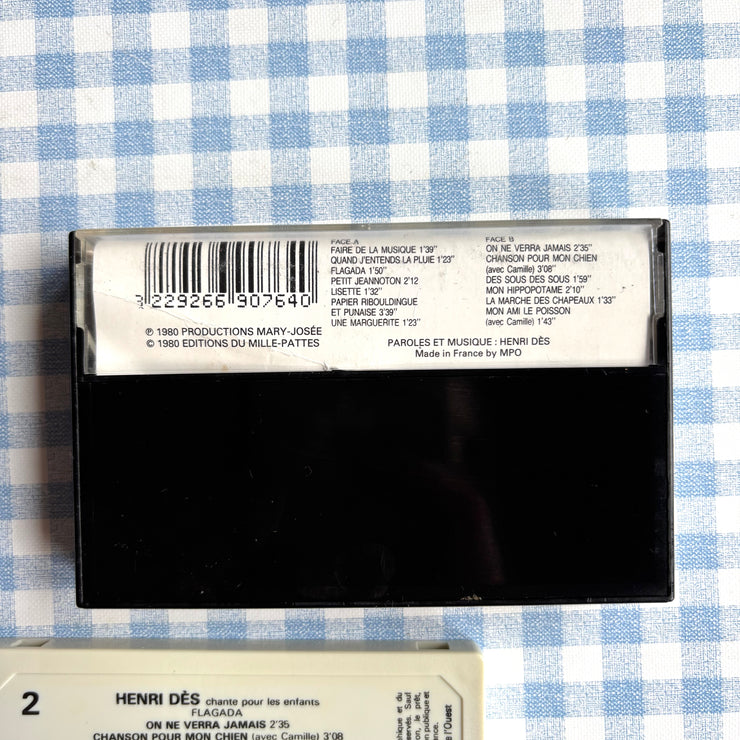 FACE A
FAIRE DE LA MUSIQUE 1'39"
QUAND J'ENTENDS LA PLUIE 1'23"
FLAGADA 1'50"
PETIT JEANNOTON 2'12
LISETTE 1'32"
PAPIER RIBOULDINGUE
ET PUNAISE 3'39"
UNE MARGUERITE 1'23"
FACE B
ON NE VERRA JAMAIS 2'35"
CHANSON POUR MON CHIEN
(avec Camille) 3'08"
DES SOUS DES SOUS 1'59"
MON HIPPOPOTAME 2'10"
LA MARCHE DES CHAPEAUX 1'33"
MON AMI LE POISSON
(avec Camille) 1'43"
3 229266 907640
℗ 1980 PRODUCTIONS MARY-JOSÉE
© 1980 EDITIONS DU MILLE-PATTES
PAROLES ET MUSIQUE : HENRI DÈS
Made in France by MPO
2
HENRI DÈS chante pour les enfants
FLAGADA
ON NE VERRA JAMAIS 2'35
CHANSON POUR MON CHIEN (avec Camille) 3'08